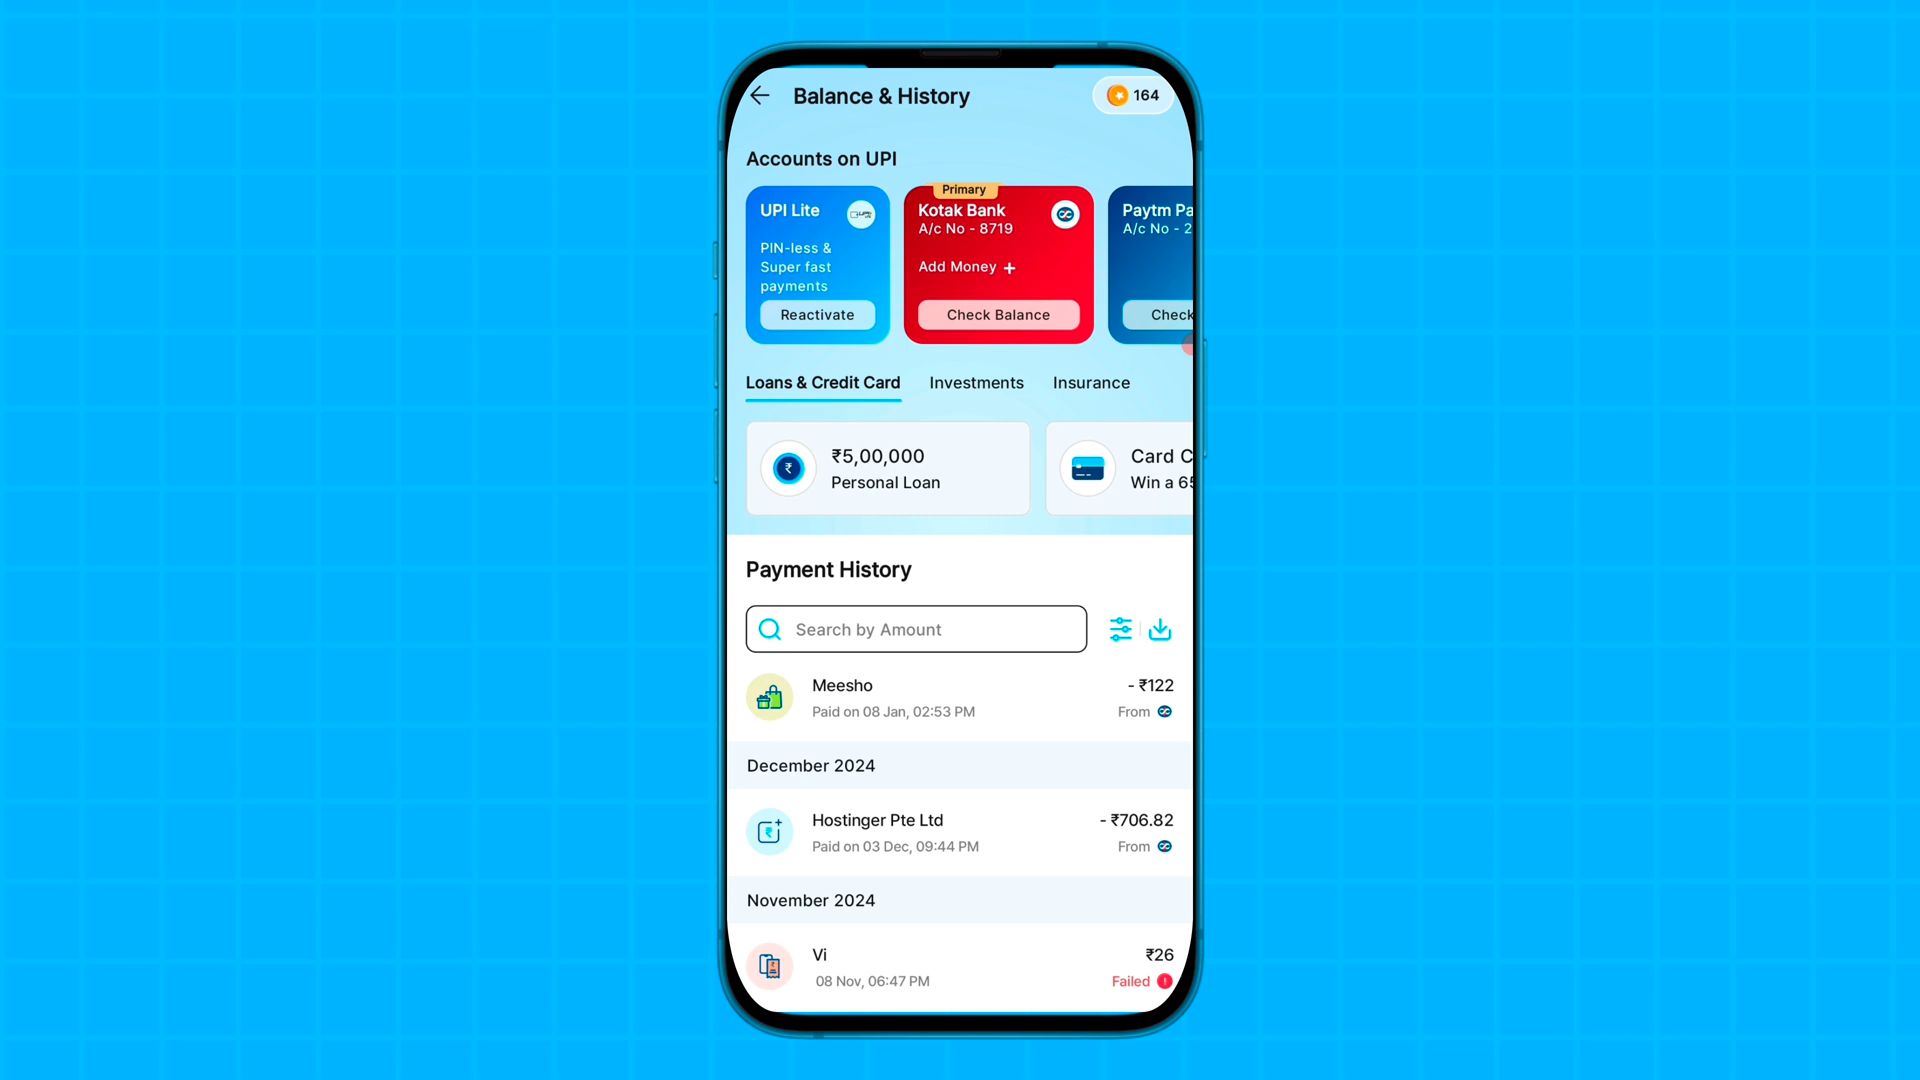 Balance & History
164
Accounts on UPI
UPI Lite
PIN-less &
Super fast
payments
Reactivate
Primary
Kotak Bank
A/c No - 8719
Add Money +
Check Balance
Paytm Pa
A/c No - 2
Check
Loans & Credit Card
Investments
Insurance
₹5,00,000
Personal Loan
Card C
Win a 65
Payment History
Search by Amount
Meesho
- ₹122
Paid on 08 Jan, 02:53 PM
From
December 2024
Hostinger Pte Ltd
- ₹706.82
Paid on 03 Dec, 09:44 PM
From
November 2024
Vi
₹26
08 Nov, 06:47 PM
Failed